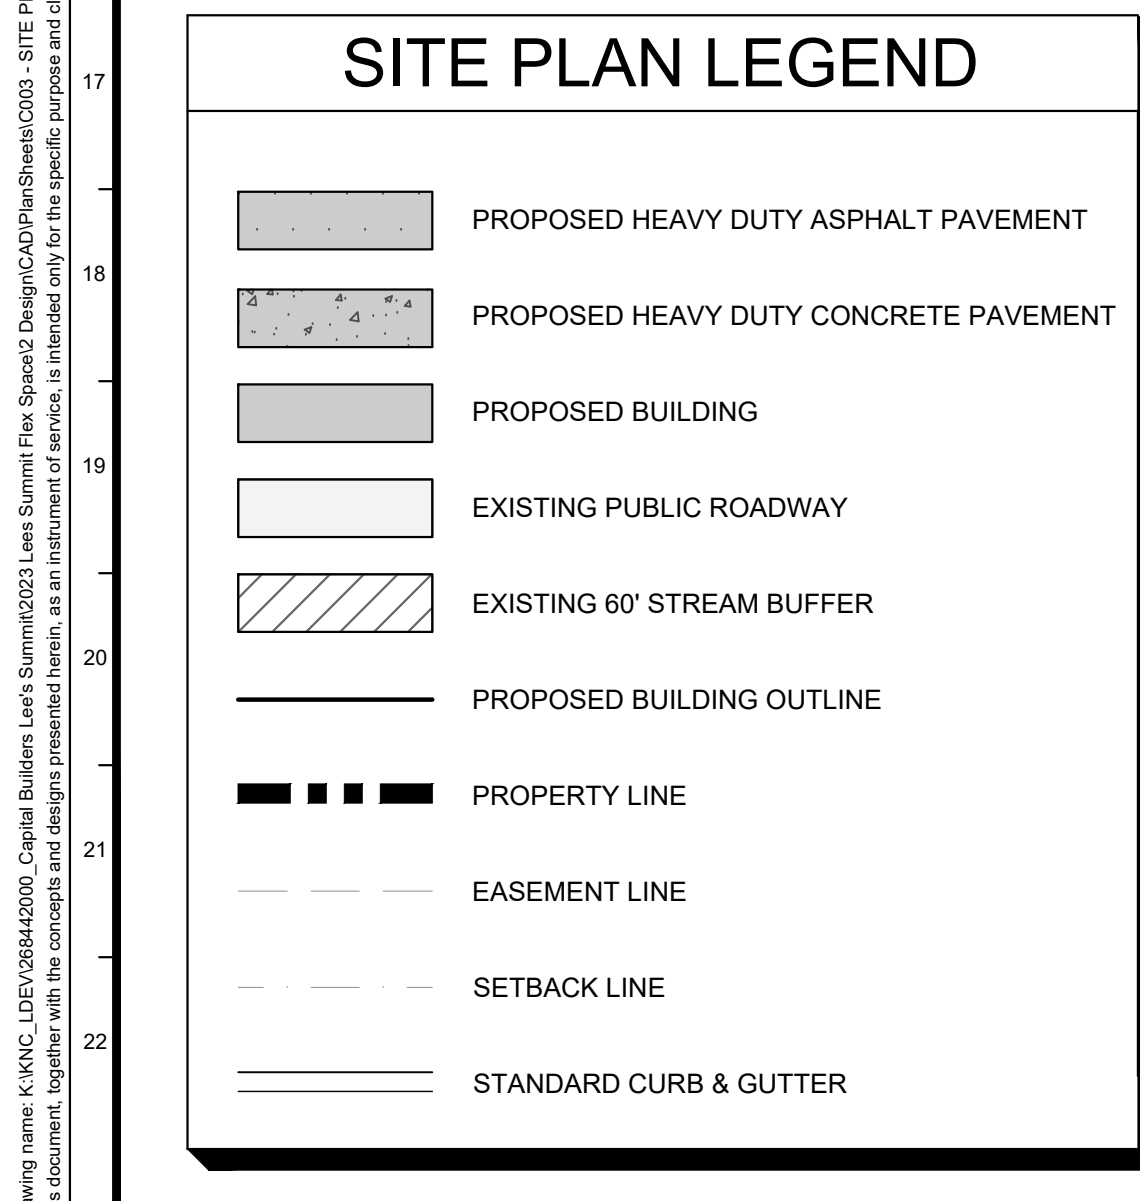 SITE PLAN LEGEND
PROPOSED HEAVY DUTY ASPHALT PAVEMENT
PROPOSED HEAVY DUTY CONCRETE PAVEMENT
PROPOSED BUILDING
EXISTING PUBLIC ROADWAY
EXISTING 60' STREAM BUFFER
PROPOSED BUILDING OUTLINE
PROPERTY LINE
EASEMENT LINE
SETBACK LINE
STANDARD CURB & GUTTER
17
18
19
20
21
22
name: K:\KNC_LDEV\268442000_Capital Builders Lee's Summit\2023 Lees Summit Flex Space\2 Design\CAD\PlanSheets\C003 - SITE
document, together with the concepts and designs presented herein, as an instrument of service, is intended only for the specific purpose and